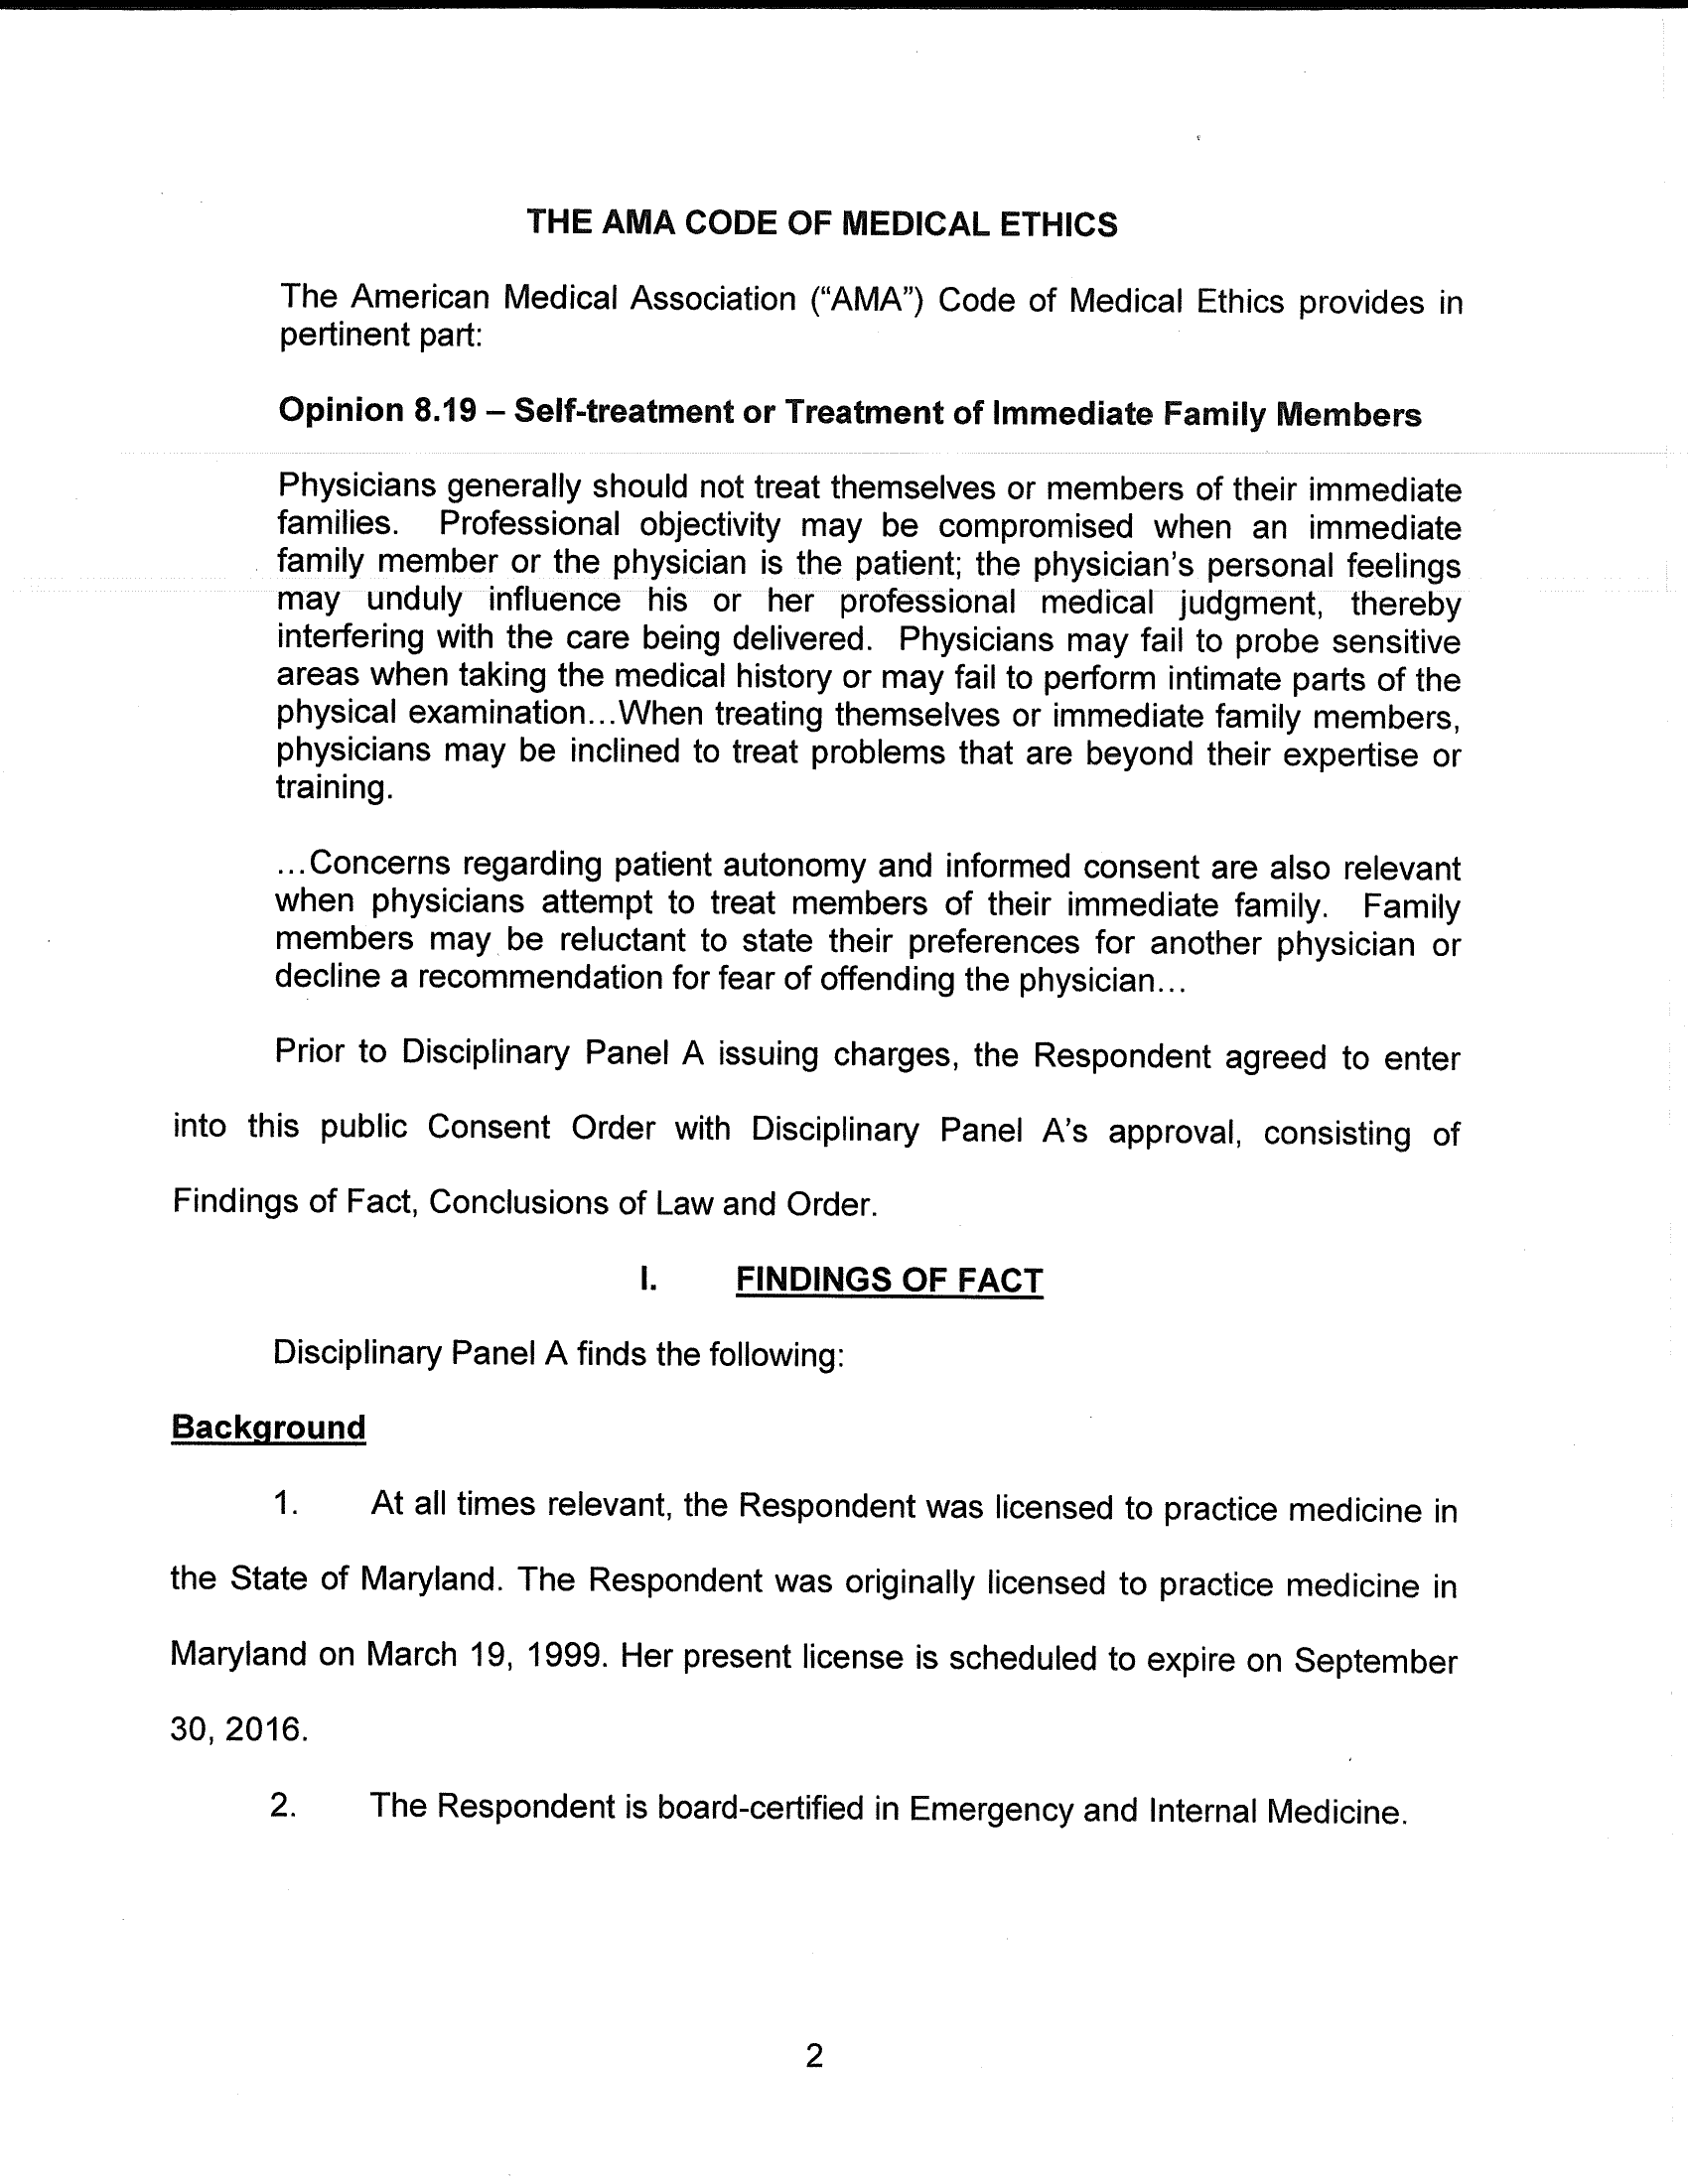 THE AMA CODE OF MEDICAL ETHICS
The American Medical Association (“AMA”) Code of Medical Ethics provides in
pertinent part:
Opinion 8.19 – Self-treatment or Treatment of Immediate Family Members
Physicians generally should not treat themselves or members of their immediate
families. Professional objectivity may be compromised when an immediate
family member or the physician is the patient; the physician’s personal feelings
may unduly influence his or her professional medical judgment, thereby
interfering with the care being delivered. Physicians may fail to probe sensitive
areas when taking the medical history or may fail to perform intimate parts of the
physical examination...When treating themselves or immediate family members,
physicians may be inclined to treat problems that are beyond their expertise or
training.
...Concerns regarding patient autonomy and informed consent are also relevant
when physicians attempt to treat members of their immediate family. Family
members may be reluctant to state their preferences for another physician or
decline a recommendation for fear of offending the physician...
Prior to Disciplinary Panel A issuing charges, the Respondent agreed to enter
into this public Consent Order with Disciplinary Panel A’s approval, consisting of
Findings of Fact, Conclusions of Law and Order.
I. FINDINGS OF FACT
Disciplinary Panel A finds the following:
Background
1. At all times relevant, the Respondent was licensed to practice medicine in
the State of Maryland. The Respondent was originally licensed to practice medicine in
Maryland on March 19, 1999. Her present license is scheduled to expire on September
30, 2016.
2. The Respondent is board-certified in Emergency and Internal Medicine.
2